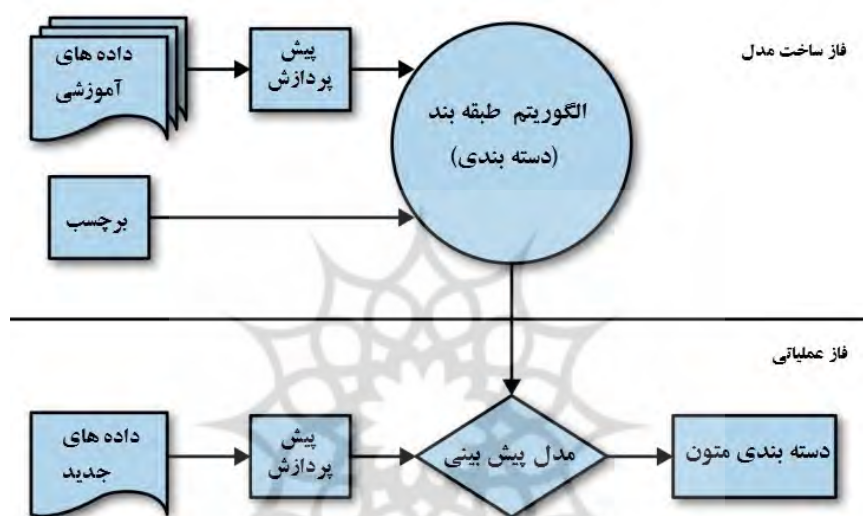 فاز ساخت مدل
داده های
آموزشی
پیش
پردازش
الگوریتم طبقه بند
(دسته بندی)
برچسب
فاز عملیاتی
داده های
جدید
پیش
پردازش
مدل پیش بینی
دسته بندی متون